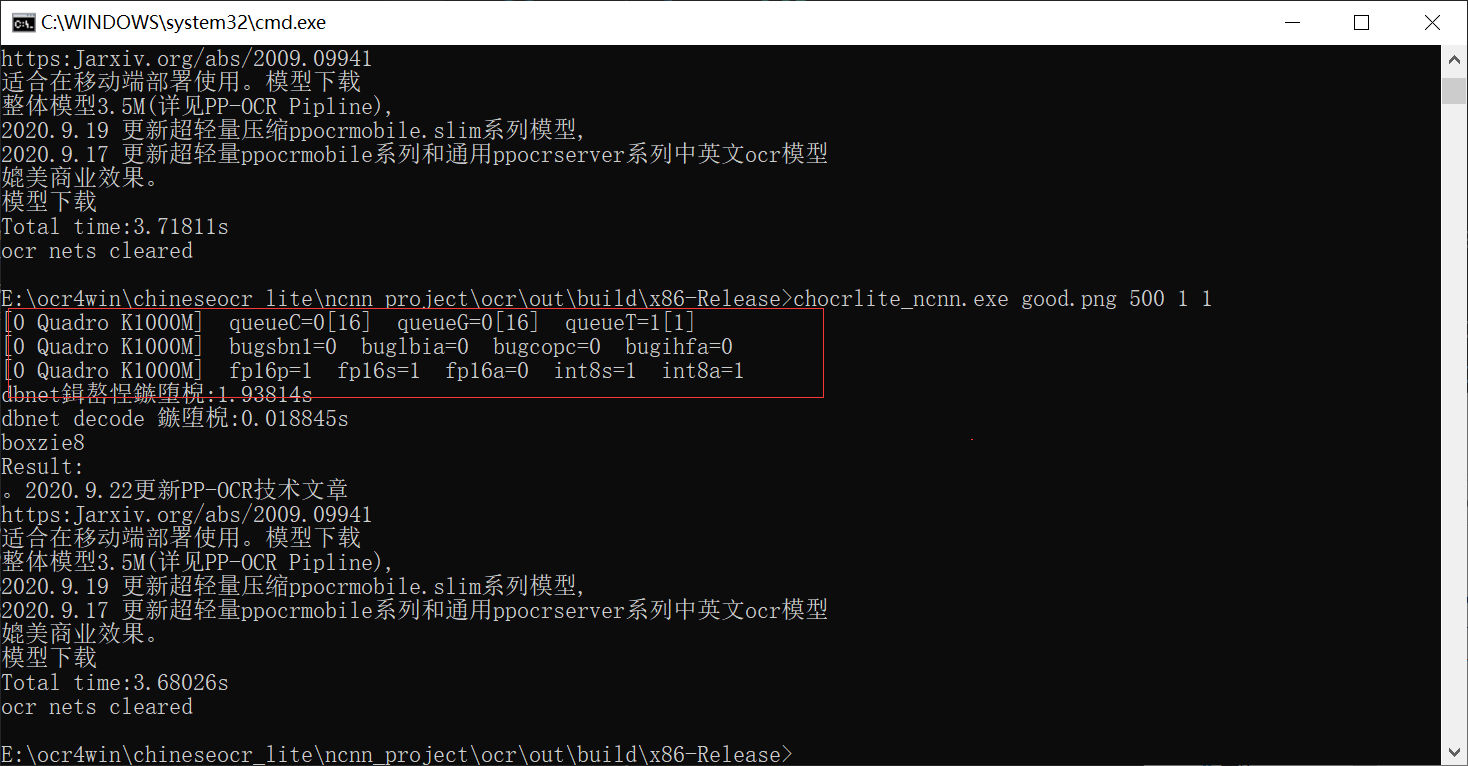 C:\WINDOWS\system32\cmd.exe
https:Jarxiv.org/abs/2009.09941
适合在移动端部署使用。模型下载
整体模型3.5M(详见PP-OCR Pipline),
2020.9.19 更新超轻量压缩ppocrmobile.slim系列模型,
2020.9.17 更新超轻量ppocrmobile系列和通用ppocrserver系列中英文ocr模型
媲美商业效果。
模型下载
Total time:3.71811s
ocr nets cleared
E:\ocr4win\chineseocr_lite\ncnn_project\ocr\out\build\x86-Release>chocrlite_ncnn.exe good.png 500 1 1
[0 Quadro K1000M]  queueC=0[16]  queueG=0[16]  queueT=1[1]
[0 Quadro K1000M]  bugsbn1=0  buglbia=0  bugcopc=0  bugihfa=0
[0 Quadro K1000M]  fp16p=1  fp16s=1  fp16a=0  int8s=1  int8a=1
dbnet鍓嶅悜鏃堕棿:1.93814s
dbnet decode 鏃堕棿:0.018845s
boxzie8
Result:
。2020.9.22更新PP-OCR技术文章
https:Jarxiv.org/abs/2009.09941
适合在移动端部署使用。模型下载
整体模型3.5M(详见PP-OCR Pipline),
2020.9.19 更新超轻量压缩ppocrmobile.slim系列模型,
2020.9.17 更新超轻量ppocrmobile系列和通用ppocrserver系列中英文ocr模型
媲美商业效果。
模型下载
Total time:3.68026s
ocr nets cleared
E:\ocr4win\chineseocr_lite\ncnn_project\ocr\out\build\x86-Release>